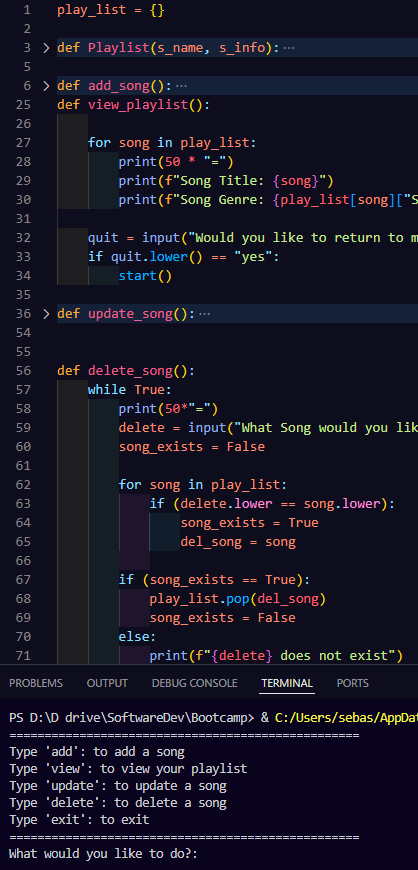 1 play_list = {}
2
3 def Playlist(s_name, s_info): ···
5
6 def add_song(): ···
25 def view_playlist():
26
27     for song in play_list:
28         print(50 * "=")
29         print(f"Song Title: {song}")
30         print(f"Song Genre: {play_list[song]["S
31
32     quit = input("Would you like to return to m
33     if quit.lower() == "yes":
34         start()
35
36 def update_song(): ···
54
55
56 def delete_song():
57     while True:
58         print(50*"=")
59         delete = input("What Song would you lik
60         song_exists = False
61
62         for song in play_list:
63             if (delete.lower == song.lower):
64                 song_exists = True
65                 del_song = song
66
67         if (song_exists == True):
68             play_list.pop(del_song)
69             song_exists = False
70         else:
71             print(f"{delete} does not exist")
PROBLEMS OUTPUT DEBUG CONSOLE TERMINAL PORTS
PS D:\D drive\SoftwareDev\Bootcamp> & C:/Users/sebas/AppDat
==================================================
Type 'add': to add a song
Type 'view': to view your playlist
Type 'update': to update a song
Type 'delete': to delete a song
Type 'exit': to exit
==================================================
What would you like to do?: